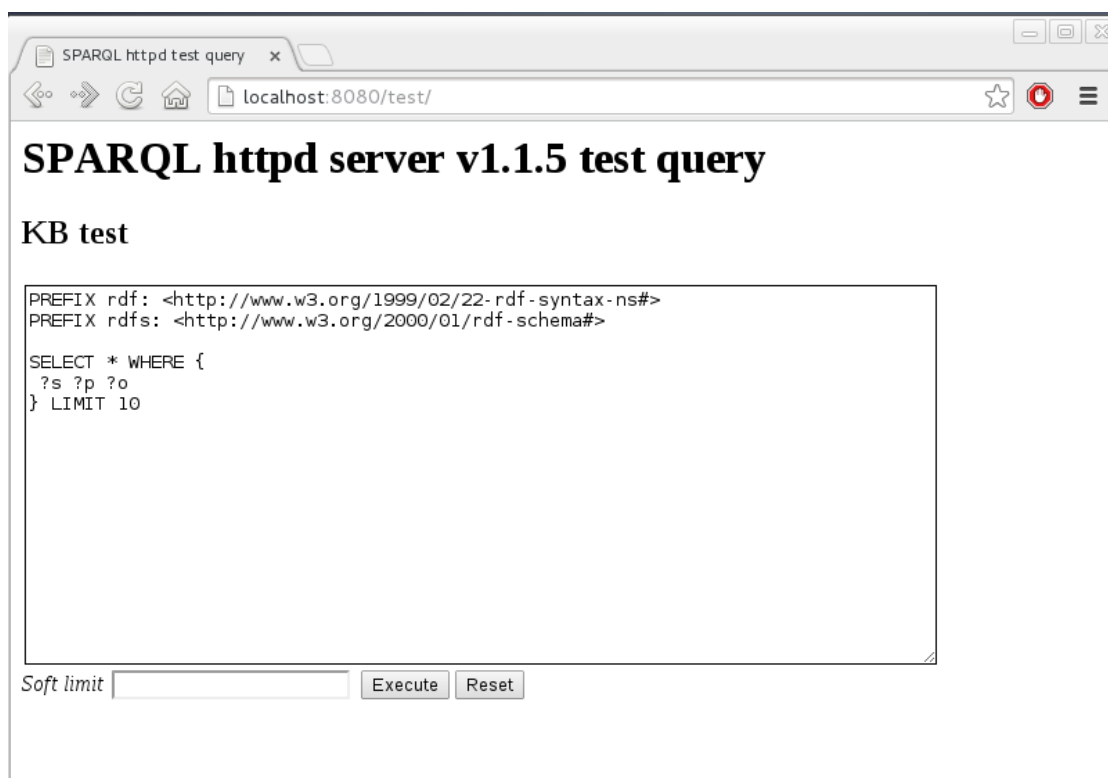 SPARQL httpd test query
localhost:8080/test/
SPARQL httpd server v1.1.5 test query
KB test
PREFIX rdf: <http://www.w3.org/1999/02/22-rdf-syntax-ns#>
PREFIX rdfs: <http://www.w3.org/2000/01/rdf-schema#>
SELECT * WHERE {
?s ?p ?o
} LIMIT 10
Soft limit Execute Reset